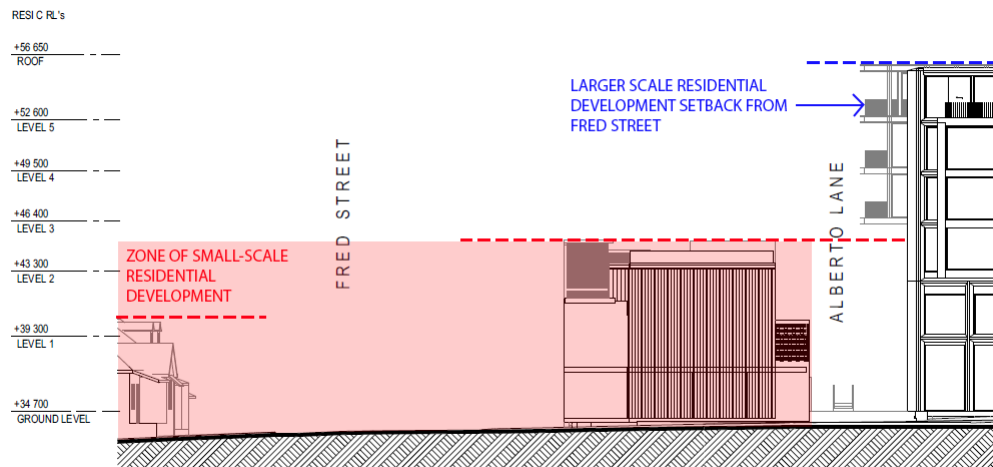 RESI C RL's
+56 650
ROOF
+52 600
LEVEL 5
+49 500
LEVEL 4
+46 400
LEVEL 3
+43 300
LEVEL 2
+39 300
LEVEL 1
+34 700
GROUND LEVEL
ZONE OF SMALL-SCALE
RESIDENTIAL
DEVELOPMENT
FRED STREET
LARGER SCALE RESIDENTIAL
DEVELOPMENT SETBACK FROM
FRED STREET
ALBERTO LANE